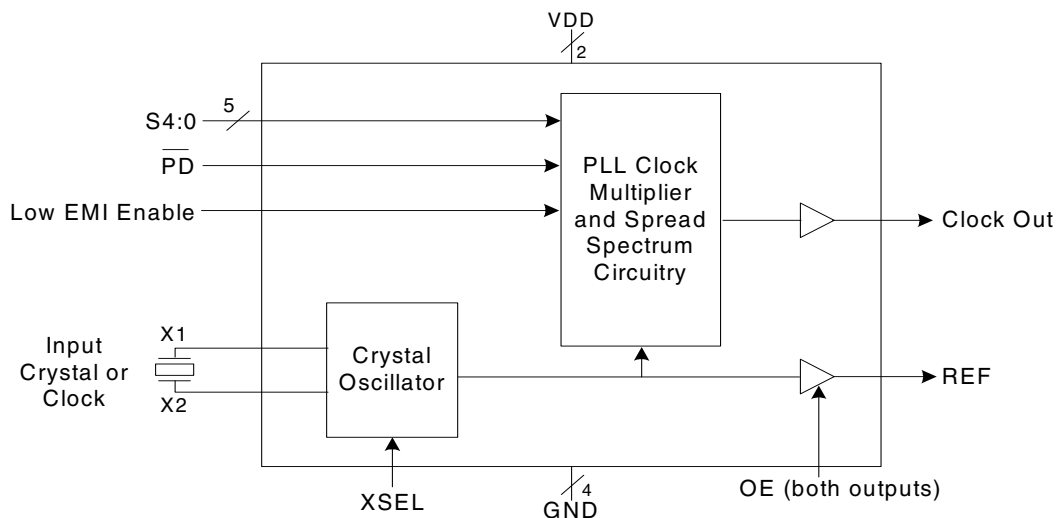 VDD
2
S4:0
5
PD
Low EMI Enable
PLL Clock
Multiplier
and Spread
Spectrum
Circuitry
Clock Out
Input
Crystal or
Clock
X1
X2
Crystal
Oscillator
REF
XSEL
4
GND
OE (both outputs)